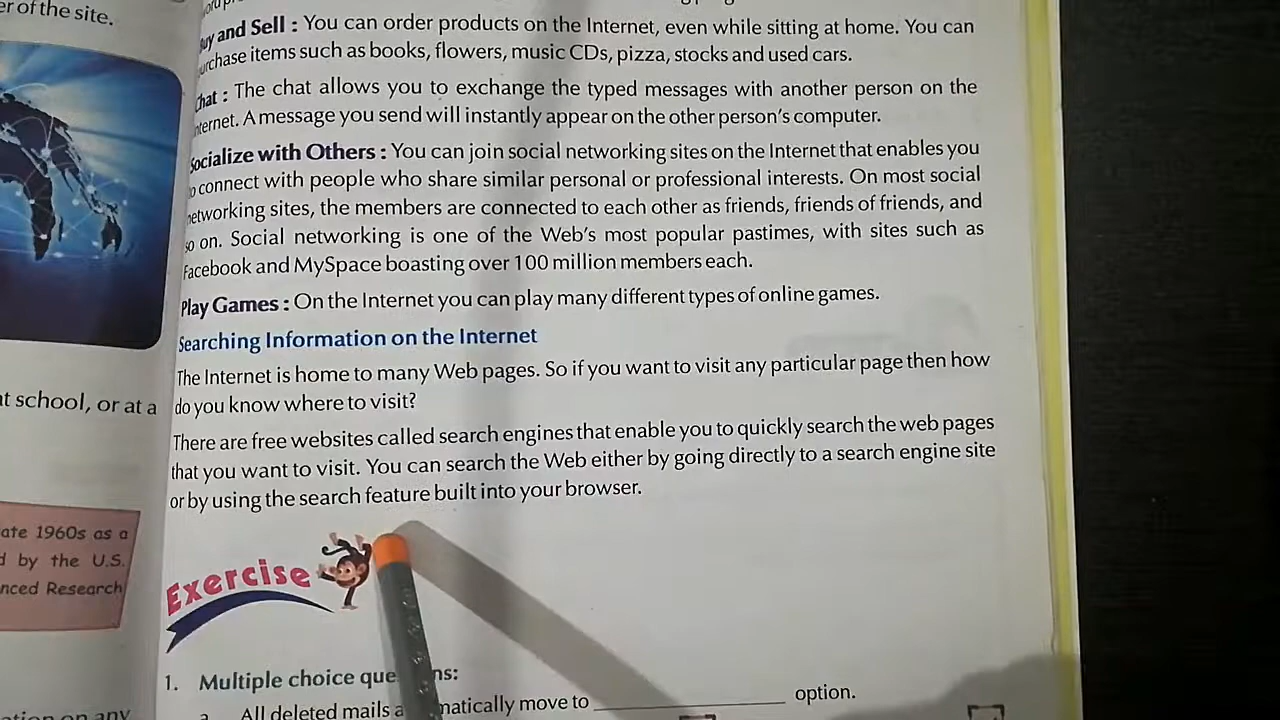 er of the site.
at school, or at a
ate 1960s as a
d by the U.S.
nced Research
ation on any
uy and Sell : You can order products on the Internet, even while sitting at home. You can
urchase items such as books, flowers, music CDs, pizza, stocks and used cars.
hat : The chat allows you to exchange the typed messages with another person on the
nternet. A message you send will instantly appear on the other person's computer.
Socialize with Others : You can join social networking sites on the Internet that enables you
o connect with people who share similar personal or professional interests. On most social
networking sites, the members are connected to each other as friends, friends of friends, and
so on. Social networking is one of the Web's most popular pastimes, with sites such as
Facebook and MySpace boasting over 100 million members each.
Play Games : On the Internet you can play many different types of online games.
Searching Information on the Internet
The Internet is home to many Web pages. So if you want to visit any particular page then how
do you know where to visit?
There are free websites called search engines that enable you to quickly search the web pages
that you want to visit. You can search the Web either by going directly to a search engine site
or by using the search feature built into your browser.
Exercise
1. Multiple choice que ns:
a. All deleted mails a matically move to ____________ option.